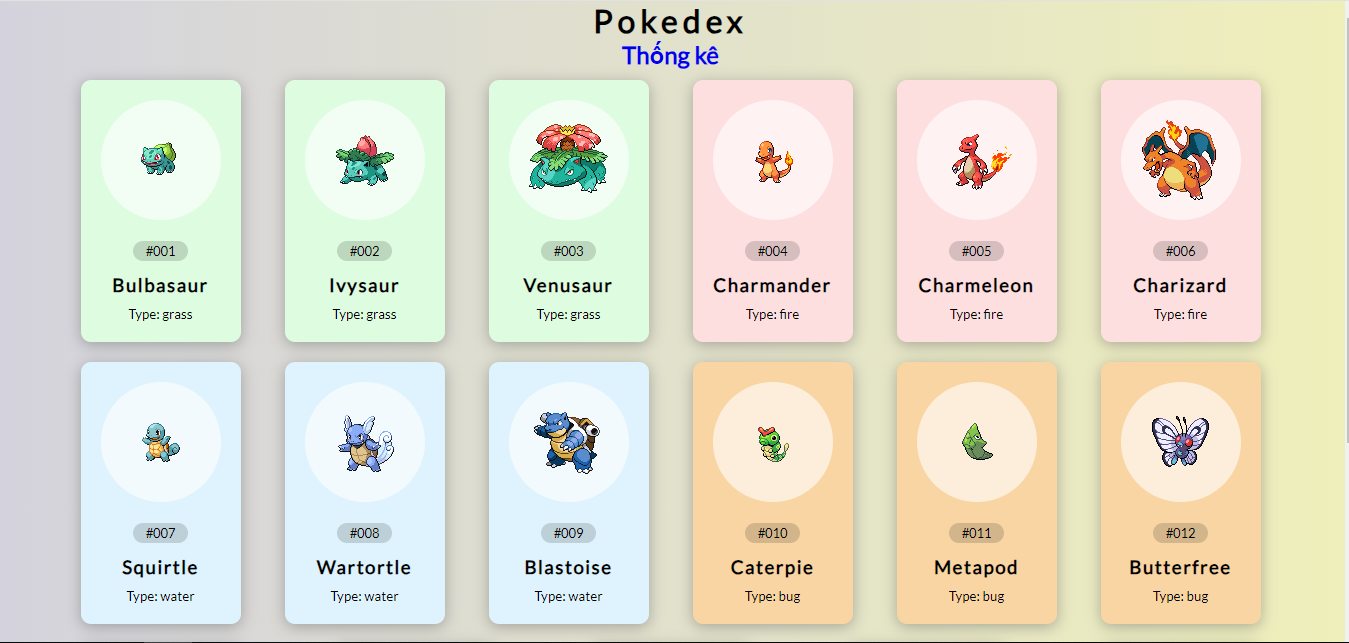 Pokedex
Thống kê
#001
Bulbasaur
Type: grass
#002
Ivysaur
Type: grass
#003
Venusaur
Type: grass
#004
Charmander
Type: fire
#005
Charmeleon
Type: fire
#006
Charizard
Type: fire
#007
Squirtle
Type: water
#008
Wartortle
Type: water
#009
Blastoise
Type: water
#010
Caterpie
Type: bug
#011
Metapod
Type: bug
#012
Butterfree
Type: bug